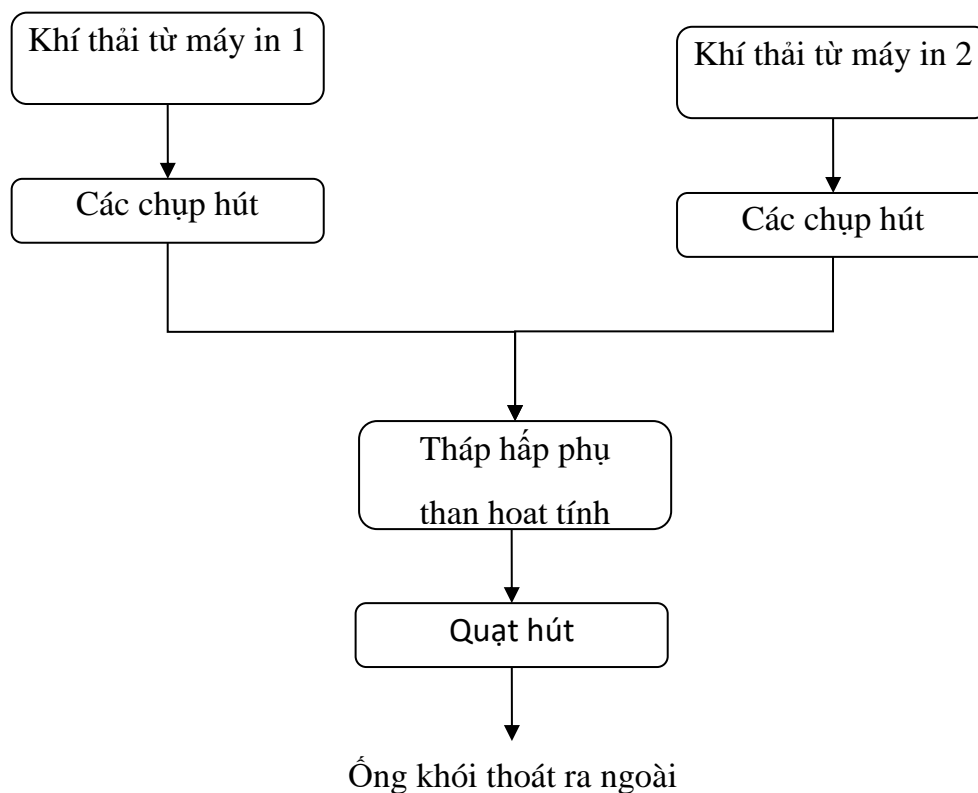 Khí thải từ máy in 1
Khí thải từ máy in 2
Các chụp hút
Các chụp hút
Tháp hấp phụ
than hoat tính
Quạt hút
Ống khói thoát ra ngoài